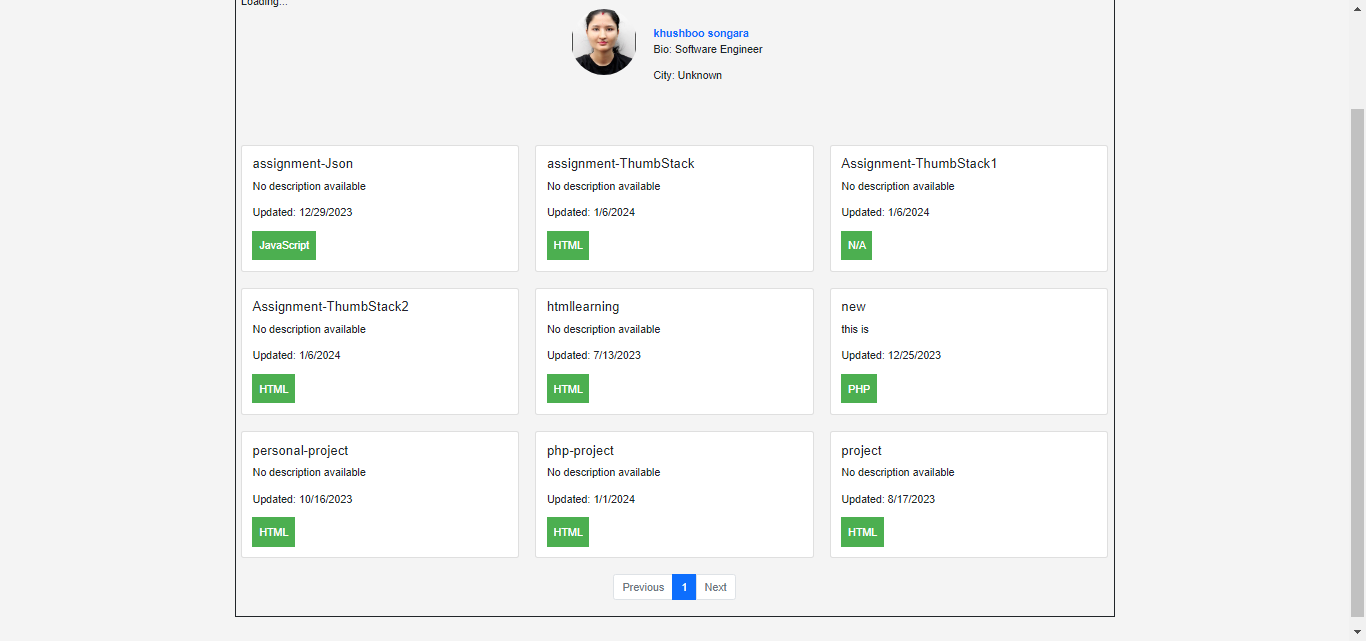 Loading...
khushboo songara
Bio: Software Engineer
City: Unknown
assignment-Json
No description available
Updated: 12/29/2023
JavaScript
assignment-ThumbStack
No description available
Updated: 1/6/2024
HTML
Assignment-ThumbStack1
No description available
Updated: 1/6/2024
N/A
Assignment-ThumbStack2
No description available
Updated: 1/6/2024
HTML
htmllearning
No description available
Updated: 7/13/2023
HTML
new
this is
Updated: 12/25/2023
PHP
personal-project
No description available
Updated: 10/16/2023
HTML
php-project
No description available
Updated: 1/1/2024
HTML
project
No description available
Updated: 8/17/2023
HTML
Previous 1 Next